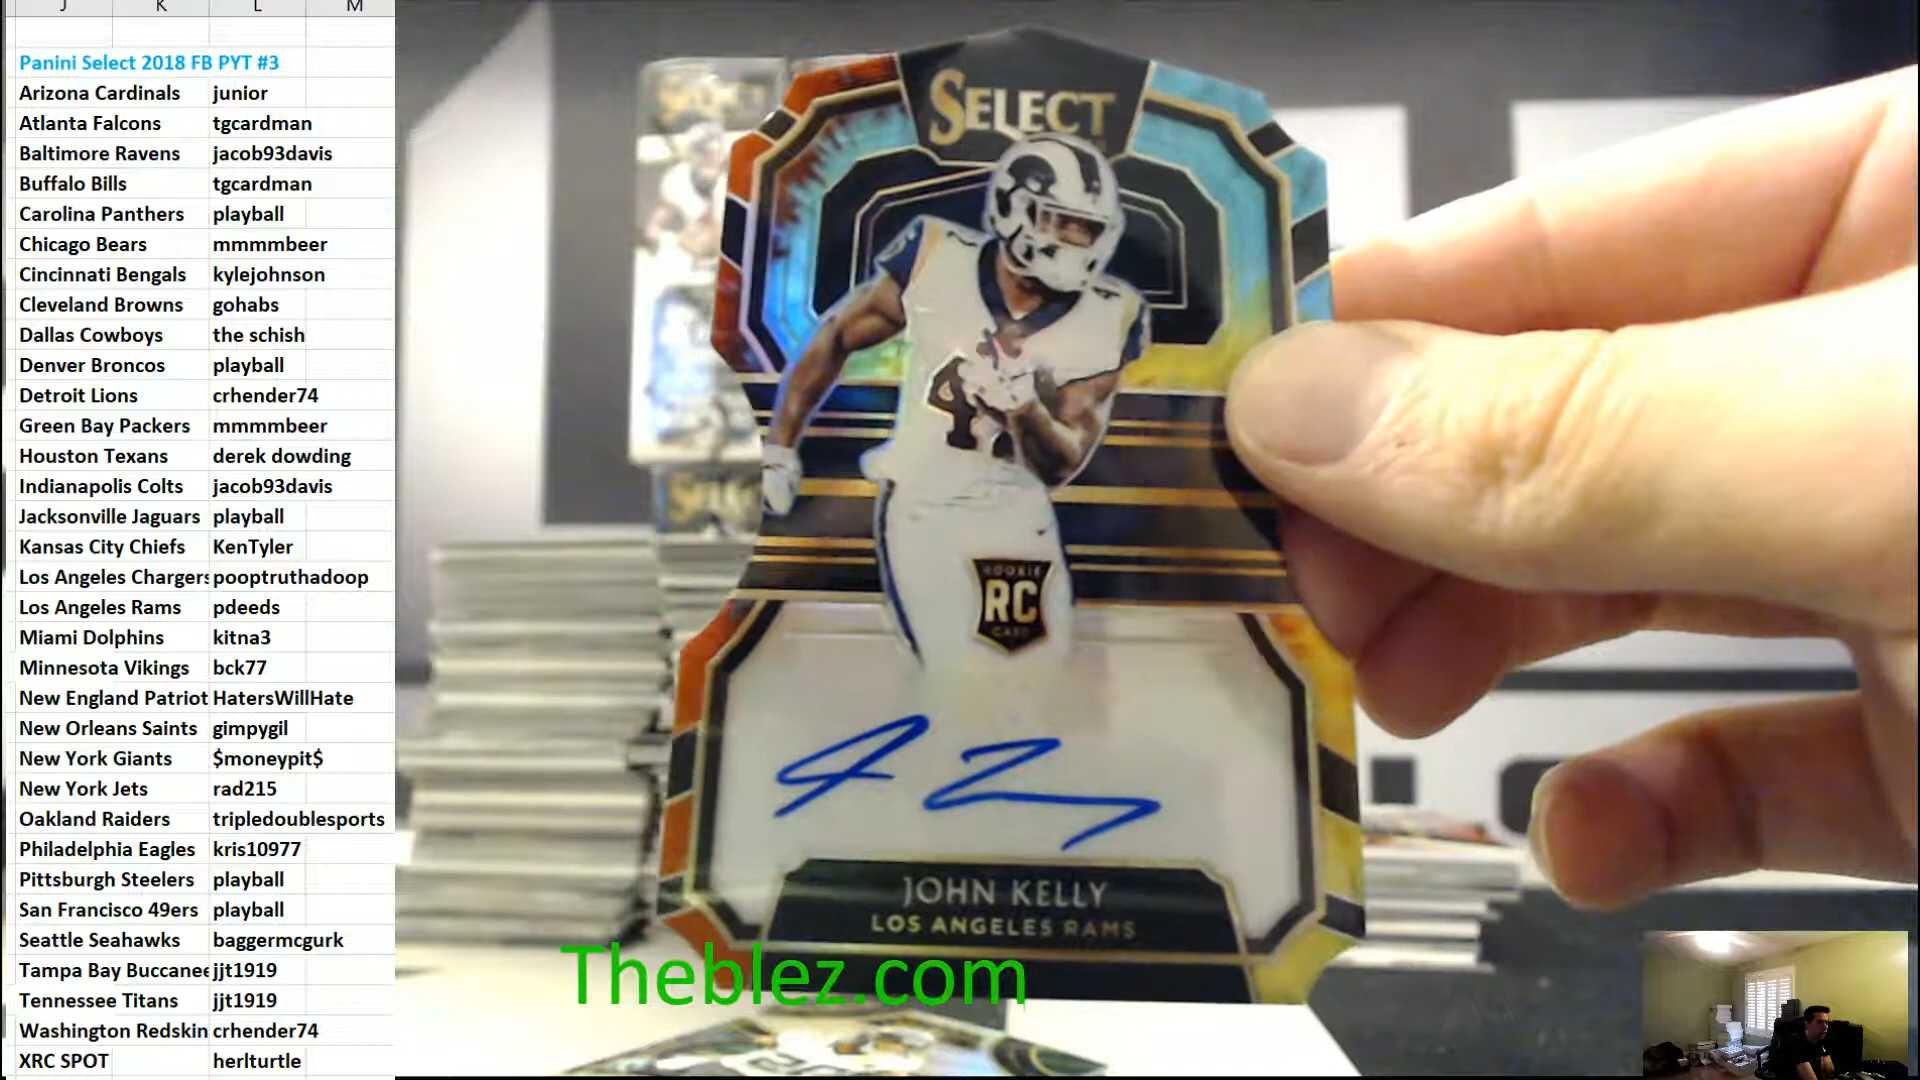 J K L M
Panini Select 2018 FB PYT #3
Arizona Cardinals junior
Atlanta Falcons tgcardman
Baltimore Ravens jacob93davis
Buffalo Bills tgcardman
Carolina Panthers playball
Chicago Bears mmmmbeer
Cincinnati Bengals kylejohnson
Cleveland Browns gohabs
Dallas Cowboys the schish
Denver Broncos playball
Detroit Lions crhender74
Green Bay Packers mmmmbeer
Houston Texans derek dowding
Indianapolis Colts jacob93davis
Jacksonville Jaguars playball
Kansas City Chiefs KenTyler
Los Angeles Chargers pooptruthadoop
Los Angeles Rams pdeeds
Miami Dolphins kitna3
Minnesota Vikings bck77
New England Patriot HatersWillHate
New Orleans Saints gimpygil
New York Giants $moneypit$
New York Jets rad215
Oakland Raiders tripledoublesports
Philadelphia Eagles kris10977
Pittsburgh Steelers playball
San Francisco 49ers playball
Seattle Seahawks baggermcgurk
Tampa Bay Buccanee jjt1919
Tennessee Titans jjt1919
Washington Redskin crhender74
XRC SPOT herlturtle
SELECT
ROOKIE
RC
CARD
JOHN KELLY
LOS ANGELES RAMS
Theblez.com